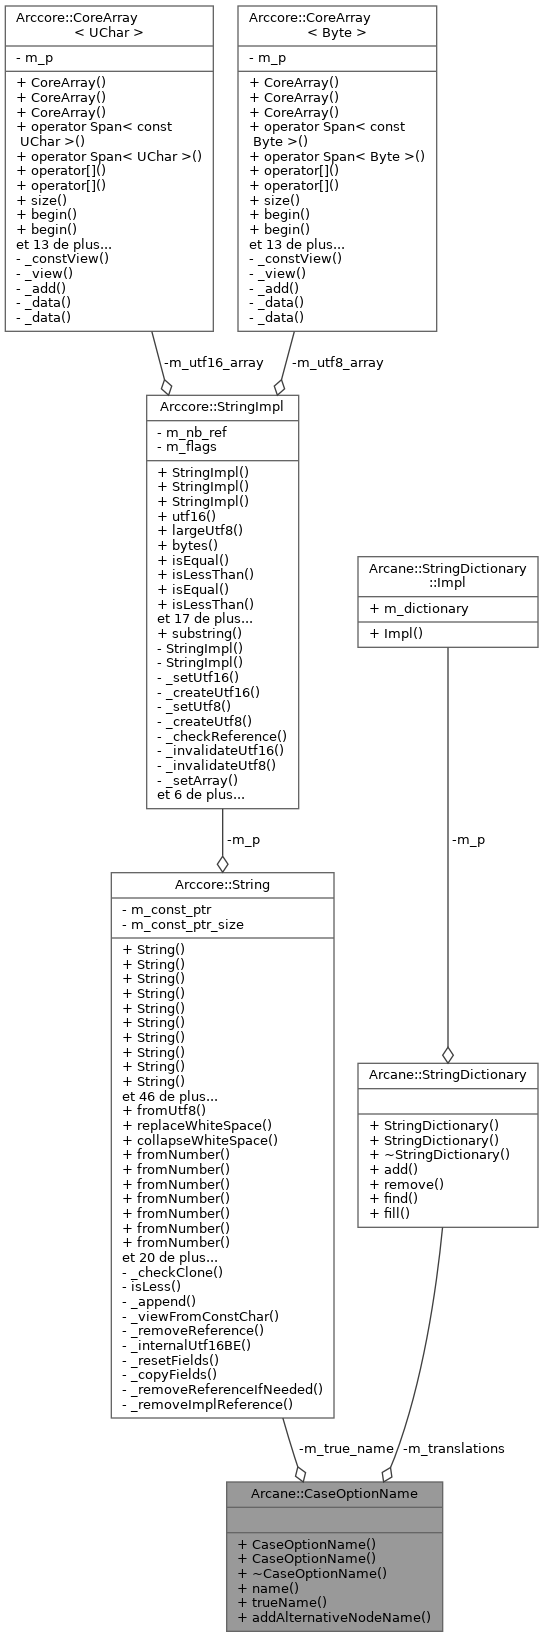 Arccore::CoreArray
< UChar >
- m_p
+ CoreArray()
+ CoreArray()
+ CoreArray()
+ operator Span< const
UChar >()
+ operator Span< UChar >()
+ operator[]()
+ operator[]()
+ size()
+ begin()
+ begin()
et 13 de plus...
- _constView()
- _view()
- _add()
- _data()
- _data()
Arccore::CoreArray
< Byte >
- m_p
+ CoreArray()
+ CoreArray()
+ CoreArray()
+ operator Span< const
Byte >()
+ operator Span< Byte >()
+ operator[]()
+ operator[]()
+ size()
+ begin()
+ begin()
et 13 de plus...
- _constView()
- _view()
- _add()
- _data()
- _data()
-m_utf16_array
-m_utf8_array
Arccore::StringImpl
- m_nb_ref
- m_flags
+ StringImpl()
+ StringImpl()
+ StringImpl()
+ utf16()
+ largeUtf8()
+ bytes()
+ isEqual()
+ isLessThan()
+ isEqual()
+ isLessThan()
et 17 de plus...
+ substring()
- StringImpl()
- StringImpl()
- _setUtf16()
- _createUtf16()
- _setUtf8()
- _createUtf8()
- _checkReference()
- _invalidateUtf16()
- _invalidateUtf8()
- _setArray()
et 6 de plus...
Arcane::StringDictionary
::Impl
+ m_dictionary
+ Impl()
-m_p
-m_p
Arccore::String
- m_const_ptr
- m_const_ptr_size
+ String()
+ String()
+ String()
+ String()
+ String()
+ String()
+ String()
+ String()
+ String()
+ String()
et 46 de plus...
+ fromUtf8()
+ replaceWhiteSpace()
+ collapseWhiteSpace()
+ fromNumber()
+ fromNumber()
+ fromNumber()
+ fromNumber()
+ fromNumber()
+ fromNumber()
+ fromNumber()
et 20 de plus...
- _checkClone()
- isLess()
- _append()
- _viewFromConstChar()
- _removeReference()
- _internalUtf16BE()
- _resetFields()
- _copyFields()
- _removeReferenceIfNeeded()
- _removeImplReference()
Arcane::StringDictionary
+ StringDictionary()
+ StringDictionary()
+ ~StringDictionary()
+ add()
+ remove()
+ find()
+ fill()
-m_true_name
-m_translations
Arcane::CaseOptionName
+ CaseOptionName()
+ CaseOptionName()
+ ~CaseOptionName()
+ name()
+ trueName()
+ addAlternativeNodeName()